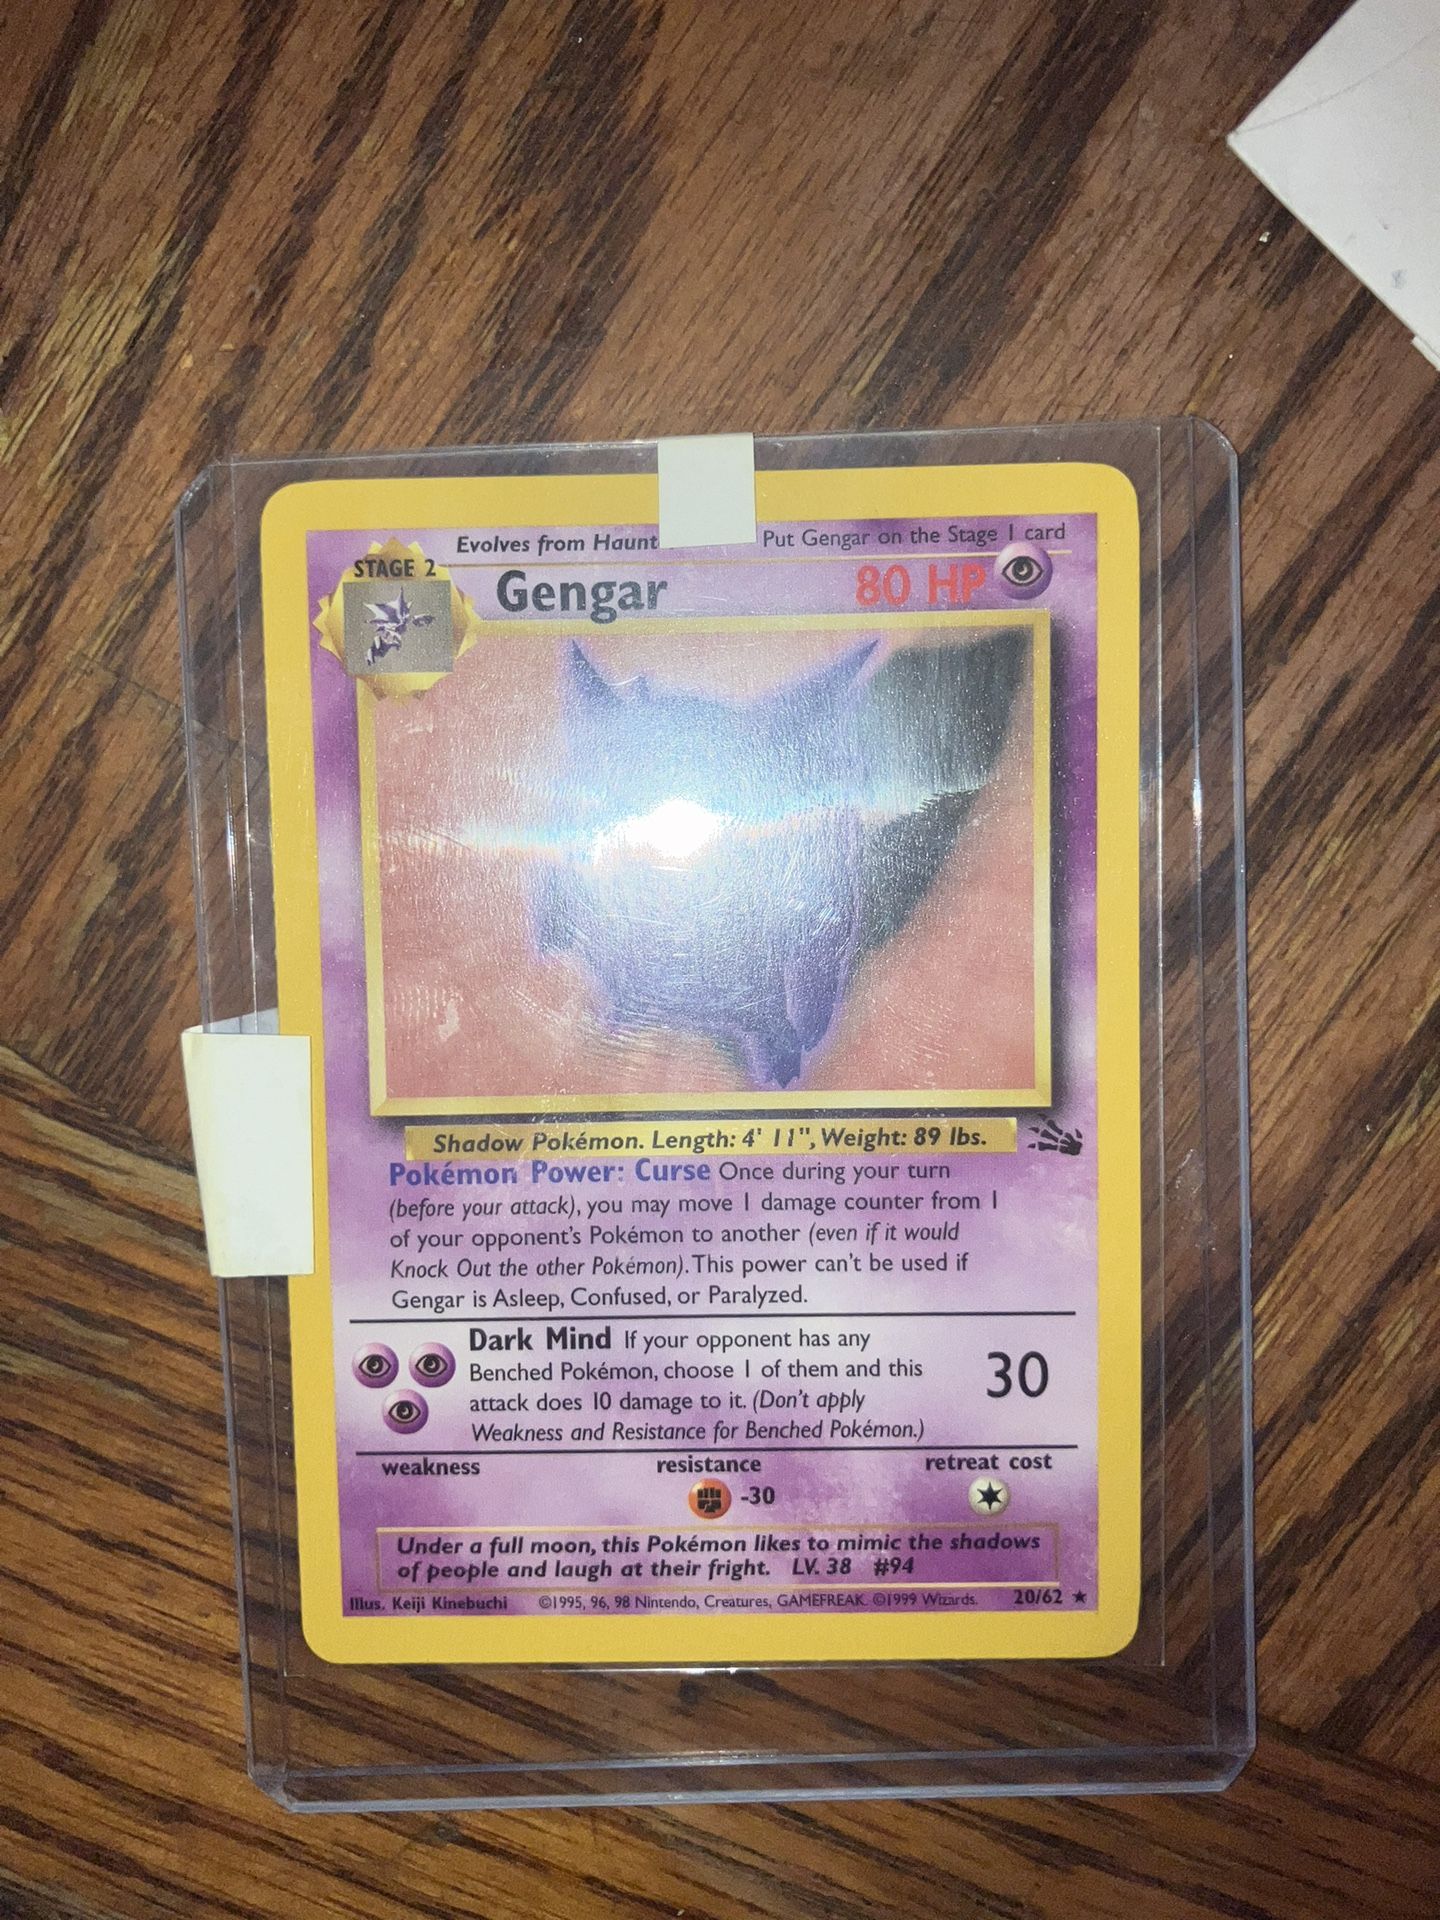 Evolves from Haunt
Put Gengar on the Stage 1 card
STAGE 2
Gengar
80 HP
Shadow Pokémon. Length: 4' 11", Weight: 89 lbs.
Pokémon Power: Curse Once during your turn
(before your attack), you may move 1 damage counter from 1
of your opponent's Pokémon to another (even if it would
Knock Out the other Pokémon). This power can't be used if
Gengar is Asleep, Confused, or Paralyzed.
Dark Mind If your opponent has any
Benched Pokémon, choose 1 of them and this
attack does 10 damage to it. (Don't apply
Weakness and Resistance for Benched Pokémon.)
30
weakness
resistance
retreat cost
-30
Under a full moon, this Pokémon likes to mimic the shadows
of people and laugh at their fright. LV. 38 #94
Illus. Keiji Kinebuchi
©1995, 96, 98 Nintendo, Creatures, GAMEFREAK. ©1999 Wizards.
20/62 ★